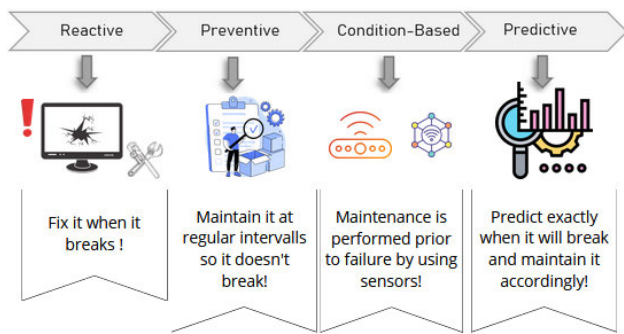 Reactive
Preventive
Condition-Based
Predictive
Fix it when it
breaks !
Maintain it at
regular intervalls
so it doesn't
break!
Maintenance is
performed prior
to failure by using
sensors!
Predict exactly
when it will break
and maintain it
accordingly!